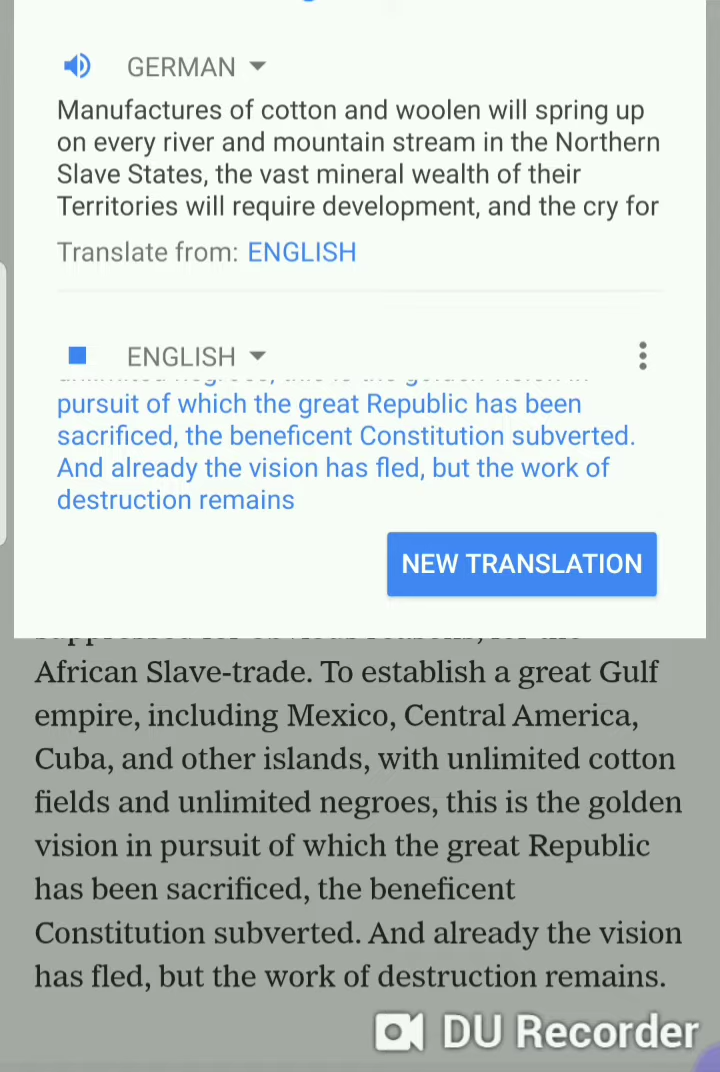 GERMAN
Manufactures of cotton and woolen will spring up
on every river and mountain stream in the Northern
Slave States, the vast mineral wealth of their
Territories will require development, and the cry for
Translate from: ENGLISH
ENGLISH
pursuit of which the great Republic has been
sacrificed, the beneficent Constitution subverted.
And already the vision has fled, but the work of
destruction remains
NEW TRANSLATION
African Slave-trade. To establish a great Gulf
empire, including Mexico, Central America,
Cuba, and other islands, with unlimited cotton
fields and unlimited negroes, this is the golden
vision in pursuit of which the great Republic
has been sacrificed, the beneficent
Constitution subverted. And already the vision
has fled, but the work of destruction remains.
DU Recorder